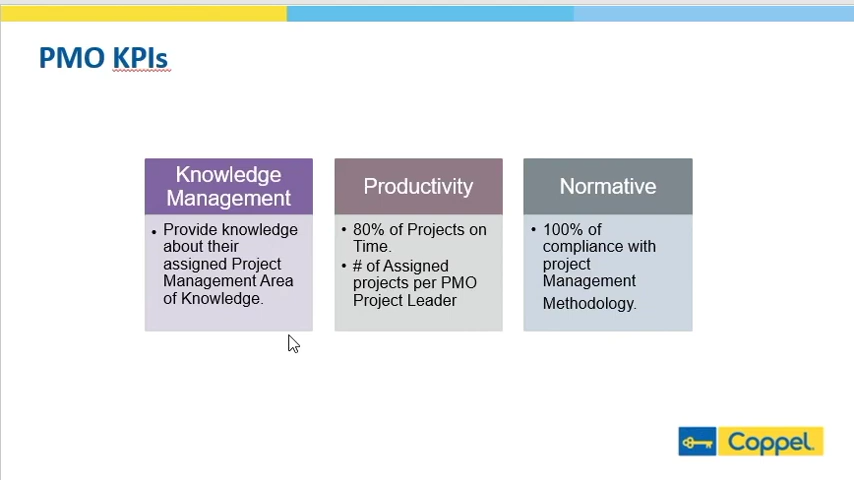 PMO KPIs
Knowledge
Management
• Provide knowledge
about their
assigned Project
Management Area
of Knowledge.
Productivity
• 80% of Projects on
Time.
• # of Assigned
projects per PMO
Project Leader
Normative
• 100% of
compliance with
project
Management
Methodology.
Coppel.